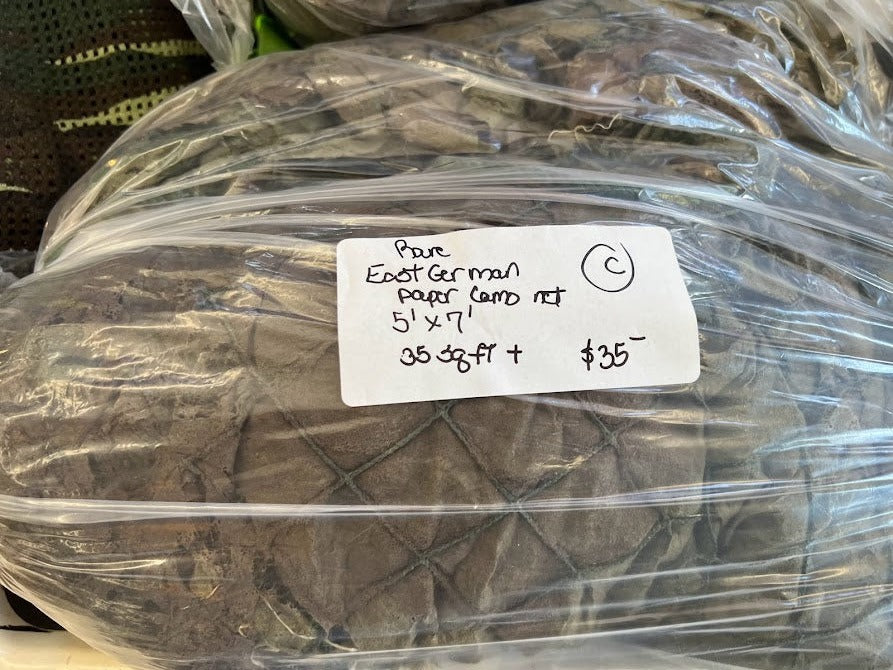 Rare
East German
paper camo net
5' x 7'
35 sq ft + $35-
C